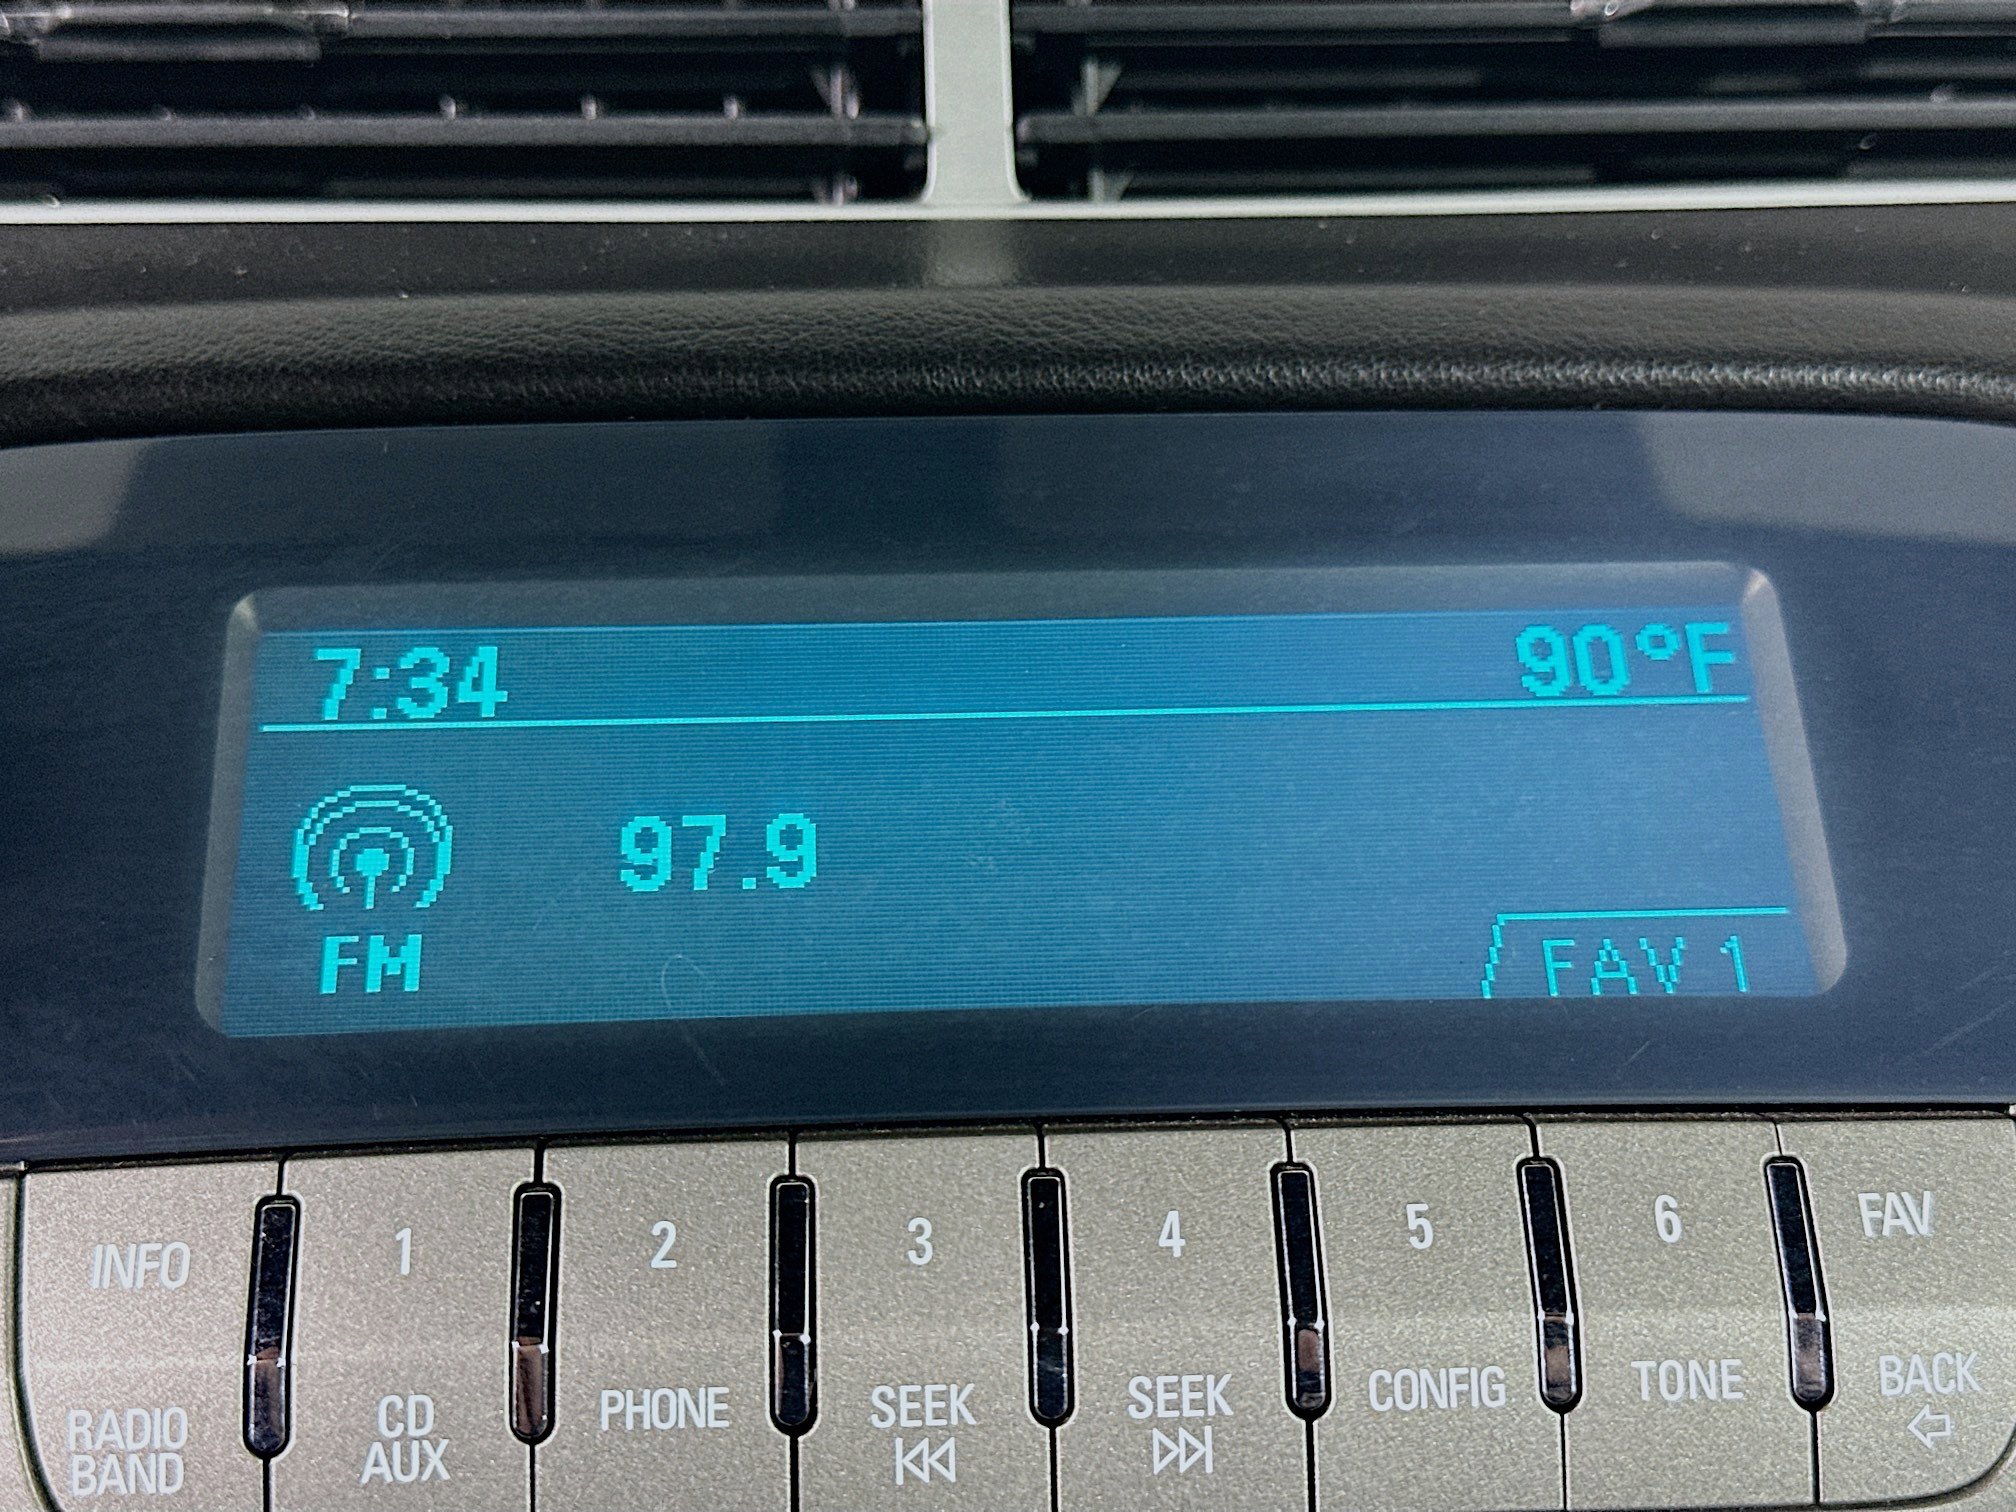 7:34 90°F
97.9
FM
FAV 1
INFO 1 2 3 4 5 6 FAV
RADIO BAND CD AUX PHONE SEEK SEEK CONFIG TONE BACK